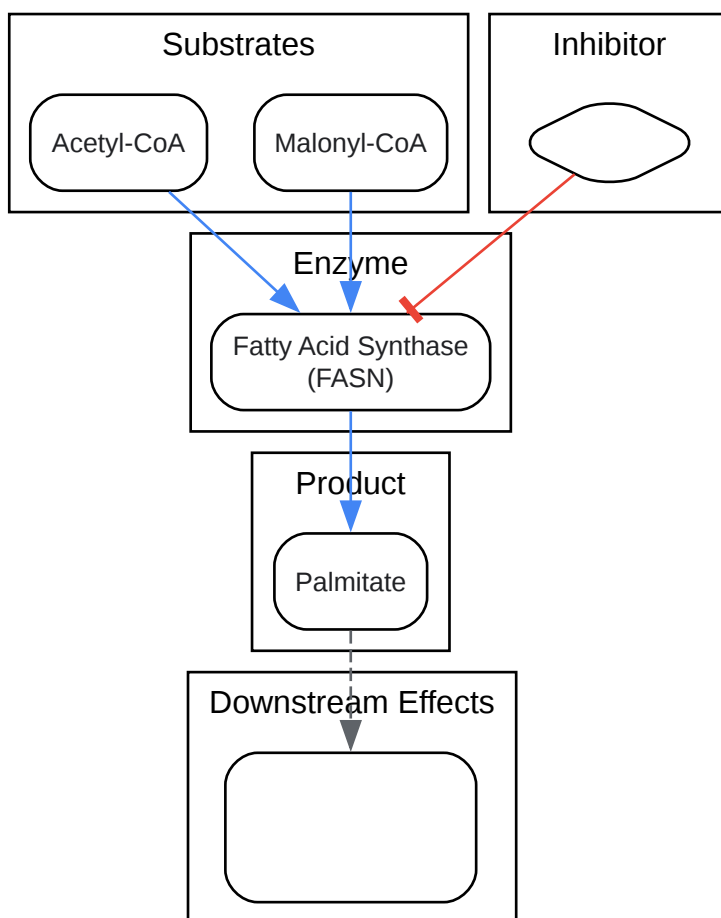 Substrates
Inhibitor
Acetyl-CoA
Malonyl-CoA
Enzyme
Fatty Acid Synthase
(FASN)
Product
Palmitate
Downstream Effects